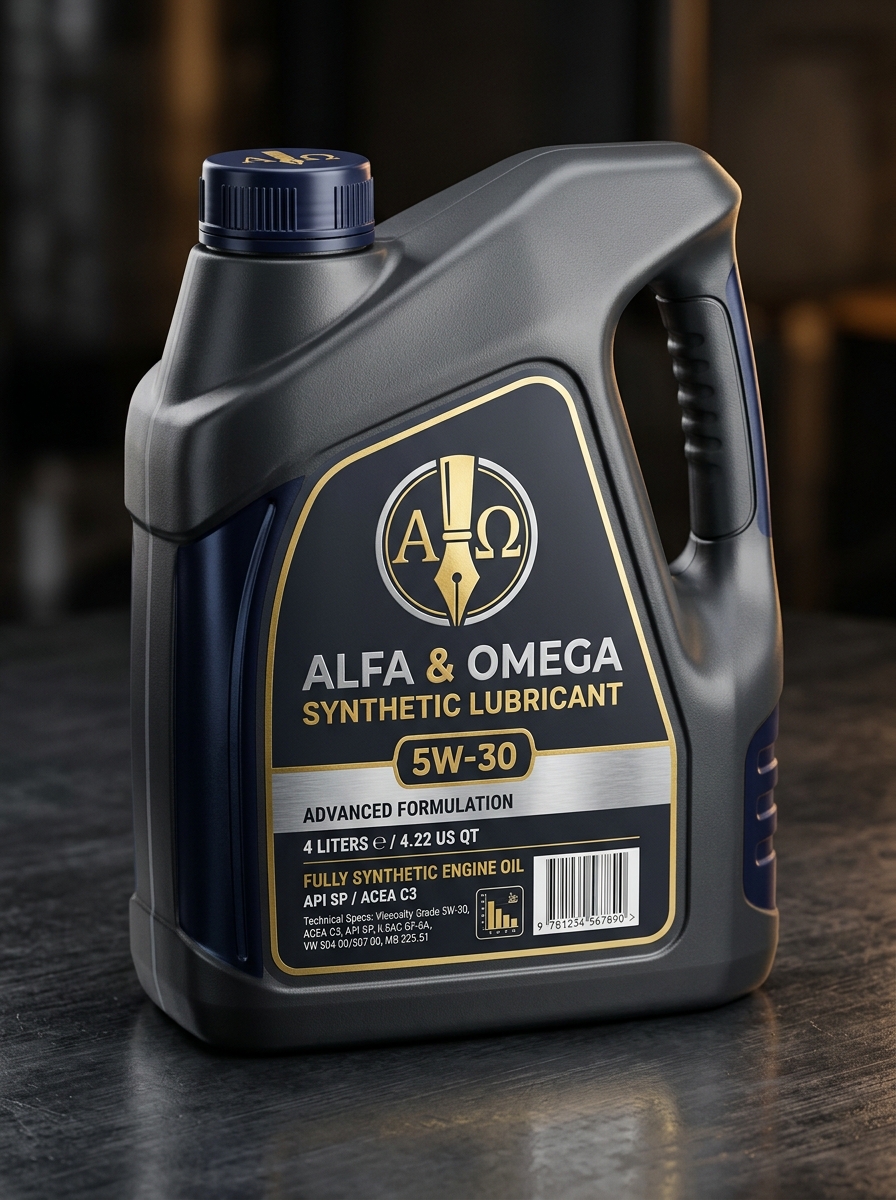 A Ω
A Ω
ALFA & OMEGA
SYNTHETIC LUBRICANT
5W-30
ADVANCED FORMULATION
4 LITERS ℮ / 4.22 US QT
FULLY SYNTHETIC ENGINE OIL
API SP / ACEA C3
Technical Specs: Grade 5W-30,
ACEA C3, API SP, GF-6A,
VW 504 00/507 00, MB 225.51
9 781254 567890 >